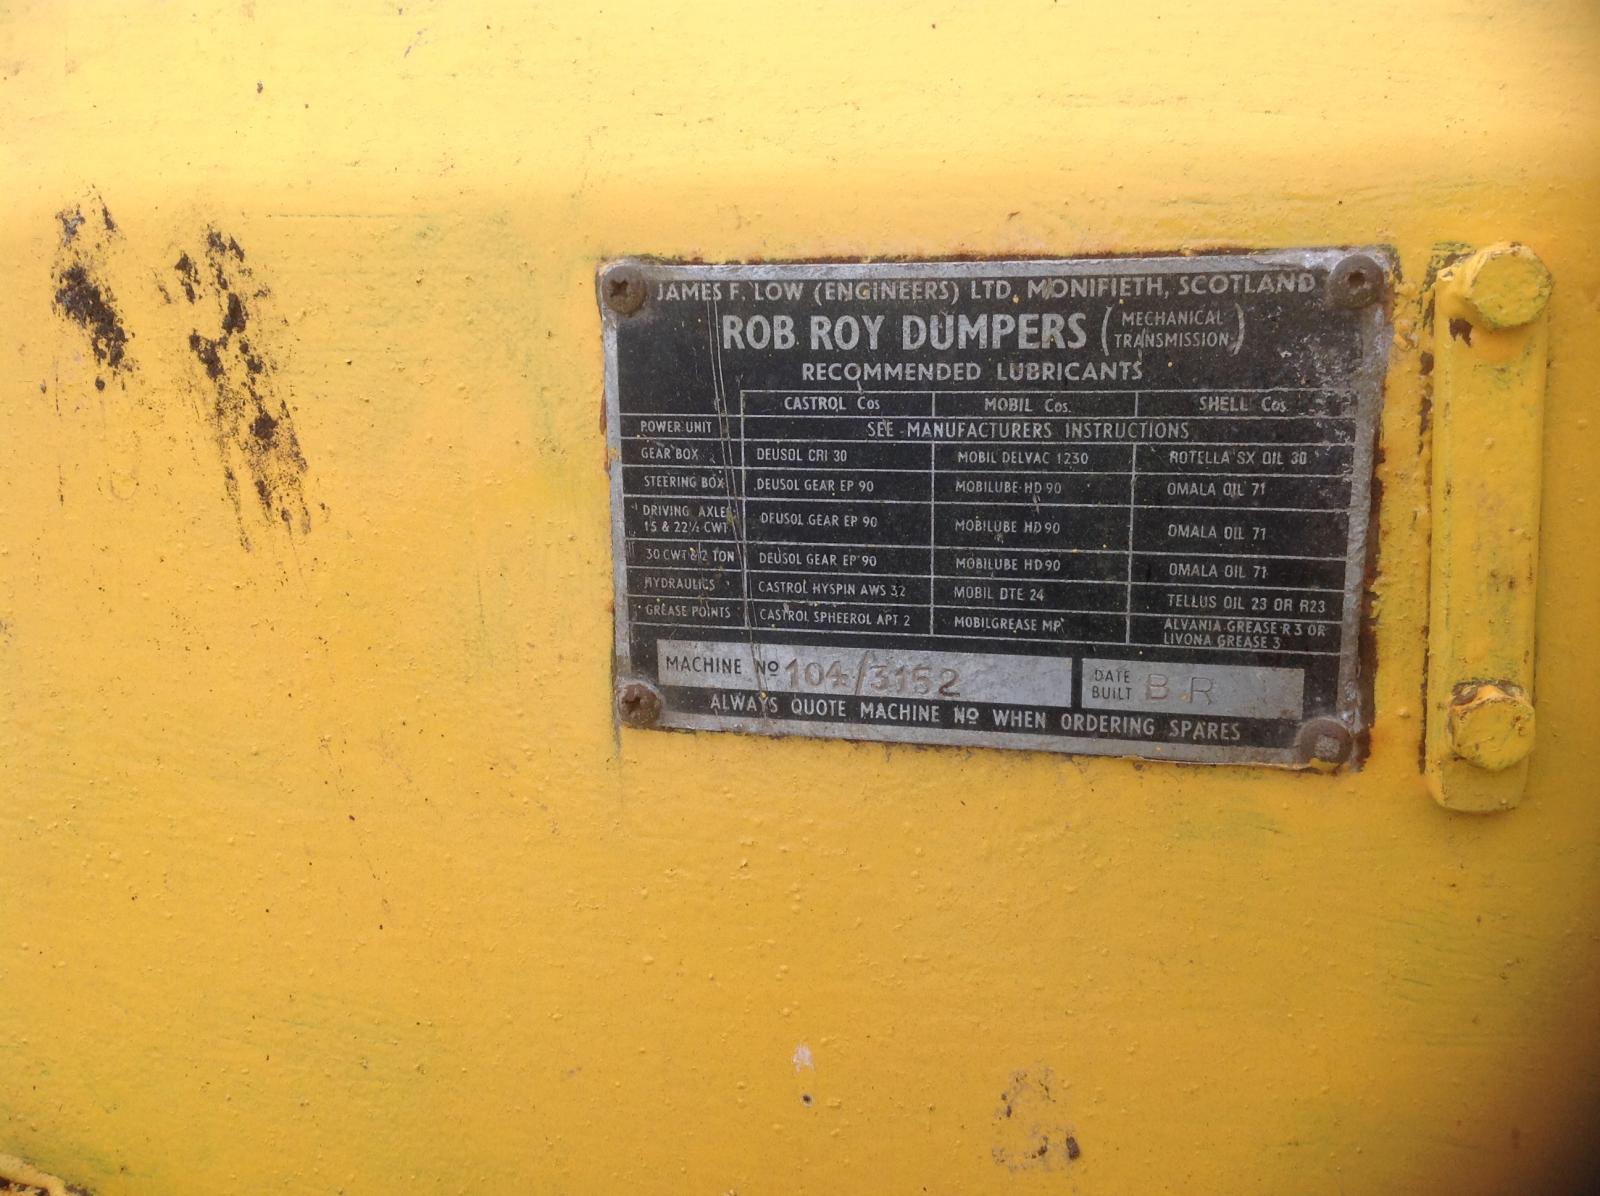 JAMES F. LOW (ENGINEERS) LTD. MONIFIETH, SCOTLAND
ROB ROY DUMPERS (MECHANICAL TRANSMISSION)
RECOMMENDED LUBRICANTS
CASTROL Cos MOBIL Cos. SHELL Cos.
POWER UNIT SEE MANUFACTURERS INSTRUCTIONS
GEAR BOX DEUSOL CRI 30 MOBIL DELVAC 1230 ROTELLA SX OIL 30
STEERING BOX DEUSOL GEAR EP 90 MOBILUBE HD 90 OMALA OIL 71
DRIVING AXLE 15 & 22½ CWT DEUSOL GEAR EP 90 MOBILUBE HD 90 OMALA OIL 71
30 CWT & 2 TON DEUSOL GEAR EP 90 MOBILUBE HD 90 OMALA OIL 71
HYDRAULICS CASTROL HYSPIN AWS 32 MOBIL DTE 24 TELLUS OIL 23 OR R23
GREASE POINTS CASTROL SPHEEROL APT 2 MOBILGREASE MP ALVANIA GREASE R 3 OR LIVONA GREASE 3
MACHINE Nº 104/3152 DATE BUILT B R
ALWAYS QUOTE MACHINE Nº WHEN ORDERING SPARES